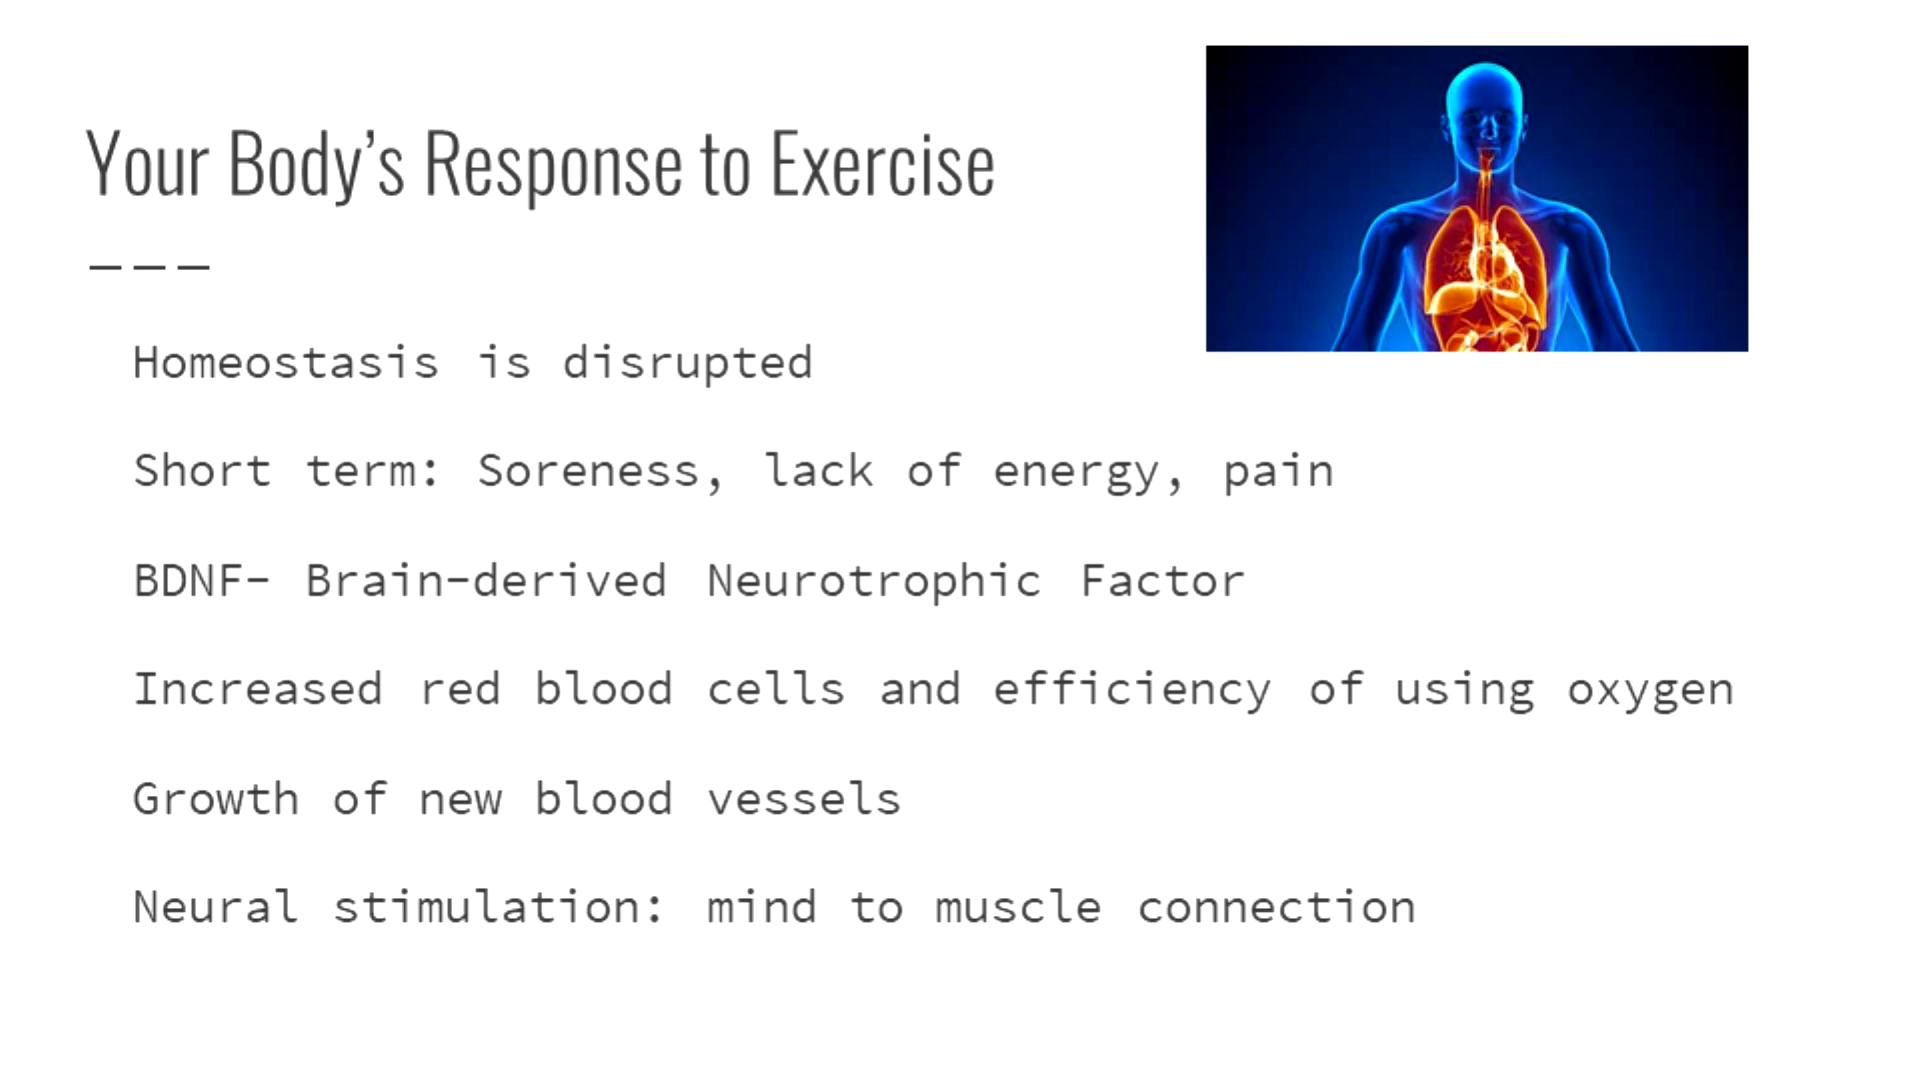 Your Body’s Response to Exercise
Homeostasis is disrupted
Short term: Soreness, lack of energy, pain
BDNF- Brain-derived Neurotrophic Factor
Increased red blood cells and efficiency of using oxygen
Growth of new blood vessels
Neural stimulation: mind to muscle connection